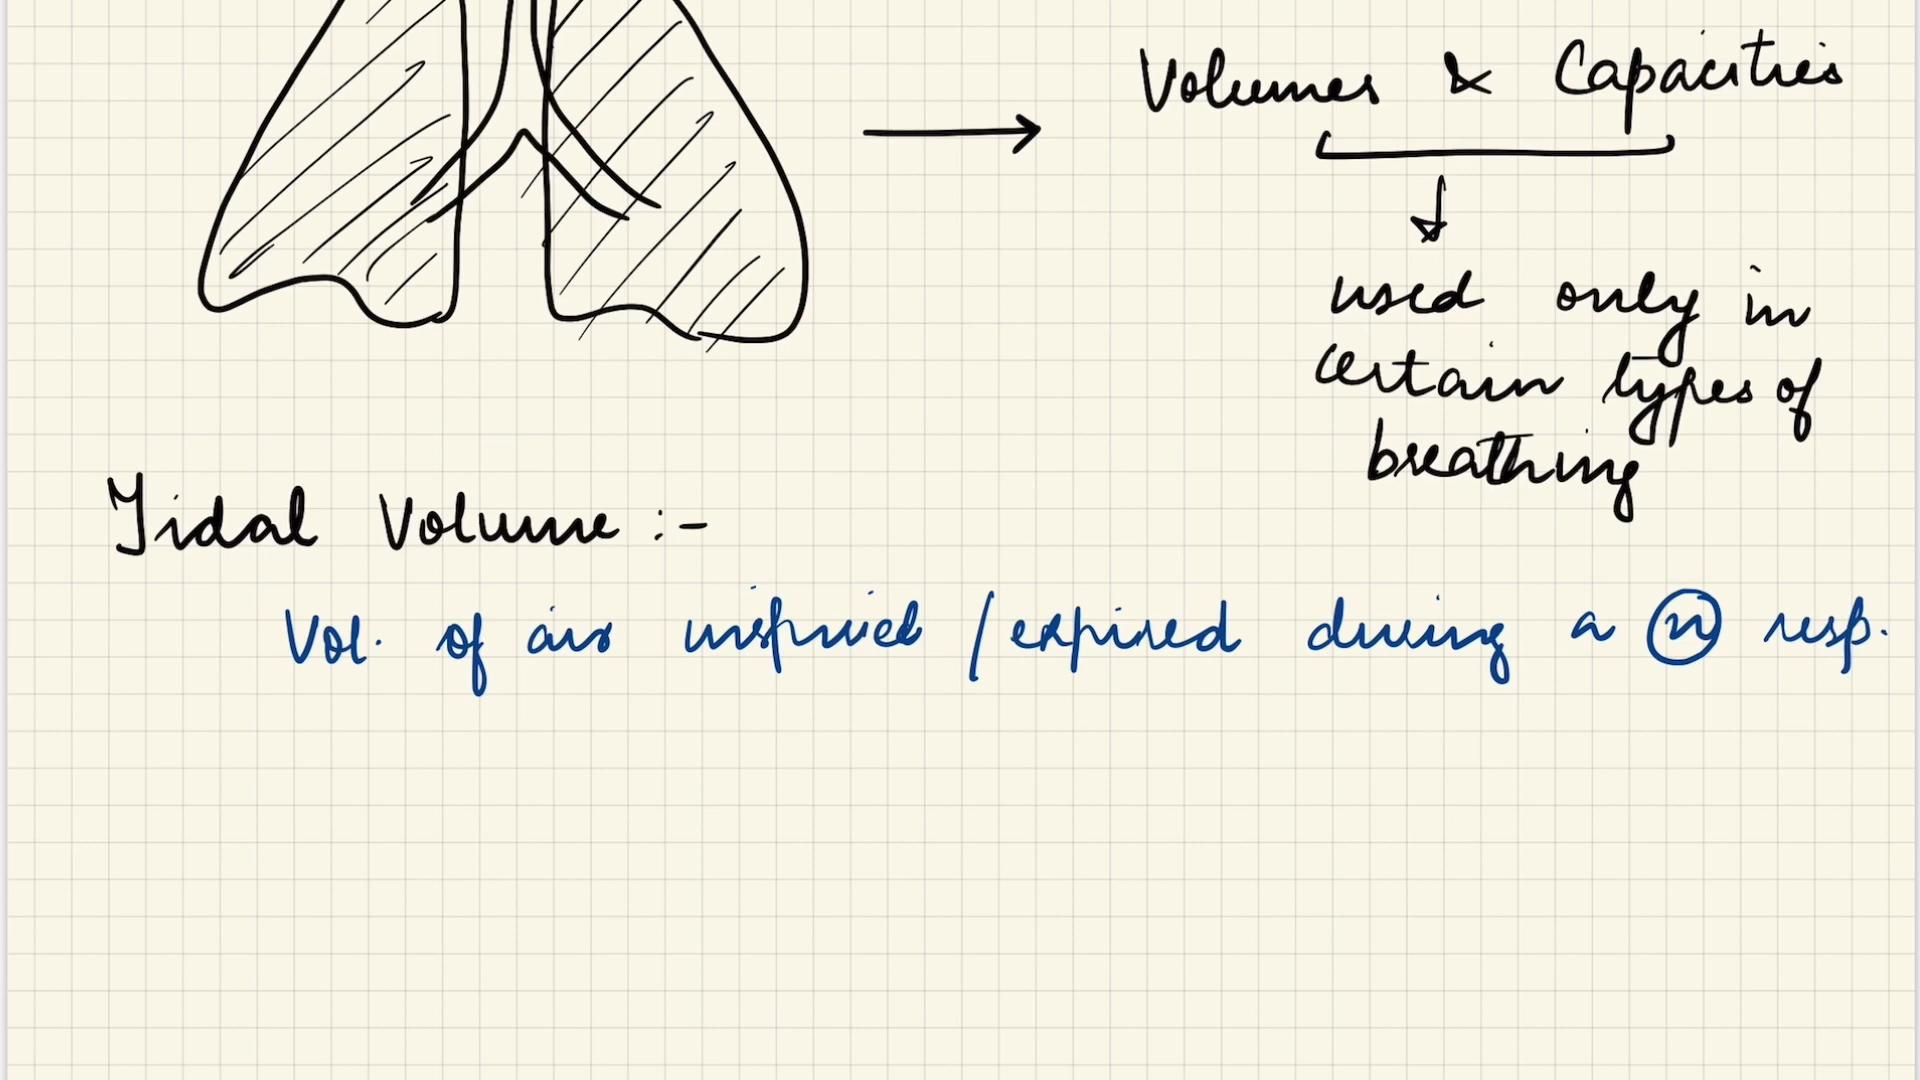 Volumes & Capacities
used only in
certain types of
breathing
Tidal Volume :-
Vol. of air inspired / expired during a n resp.